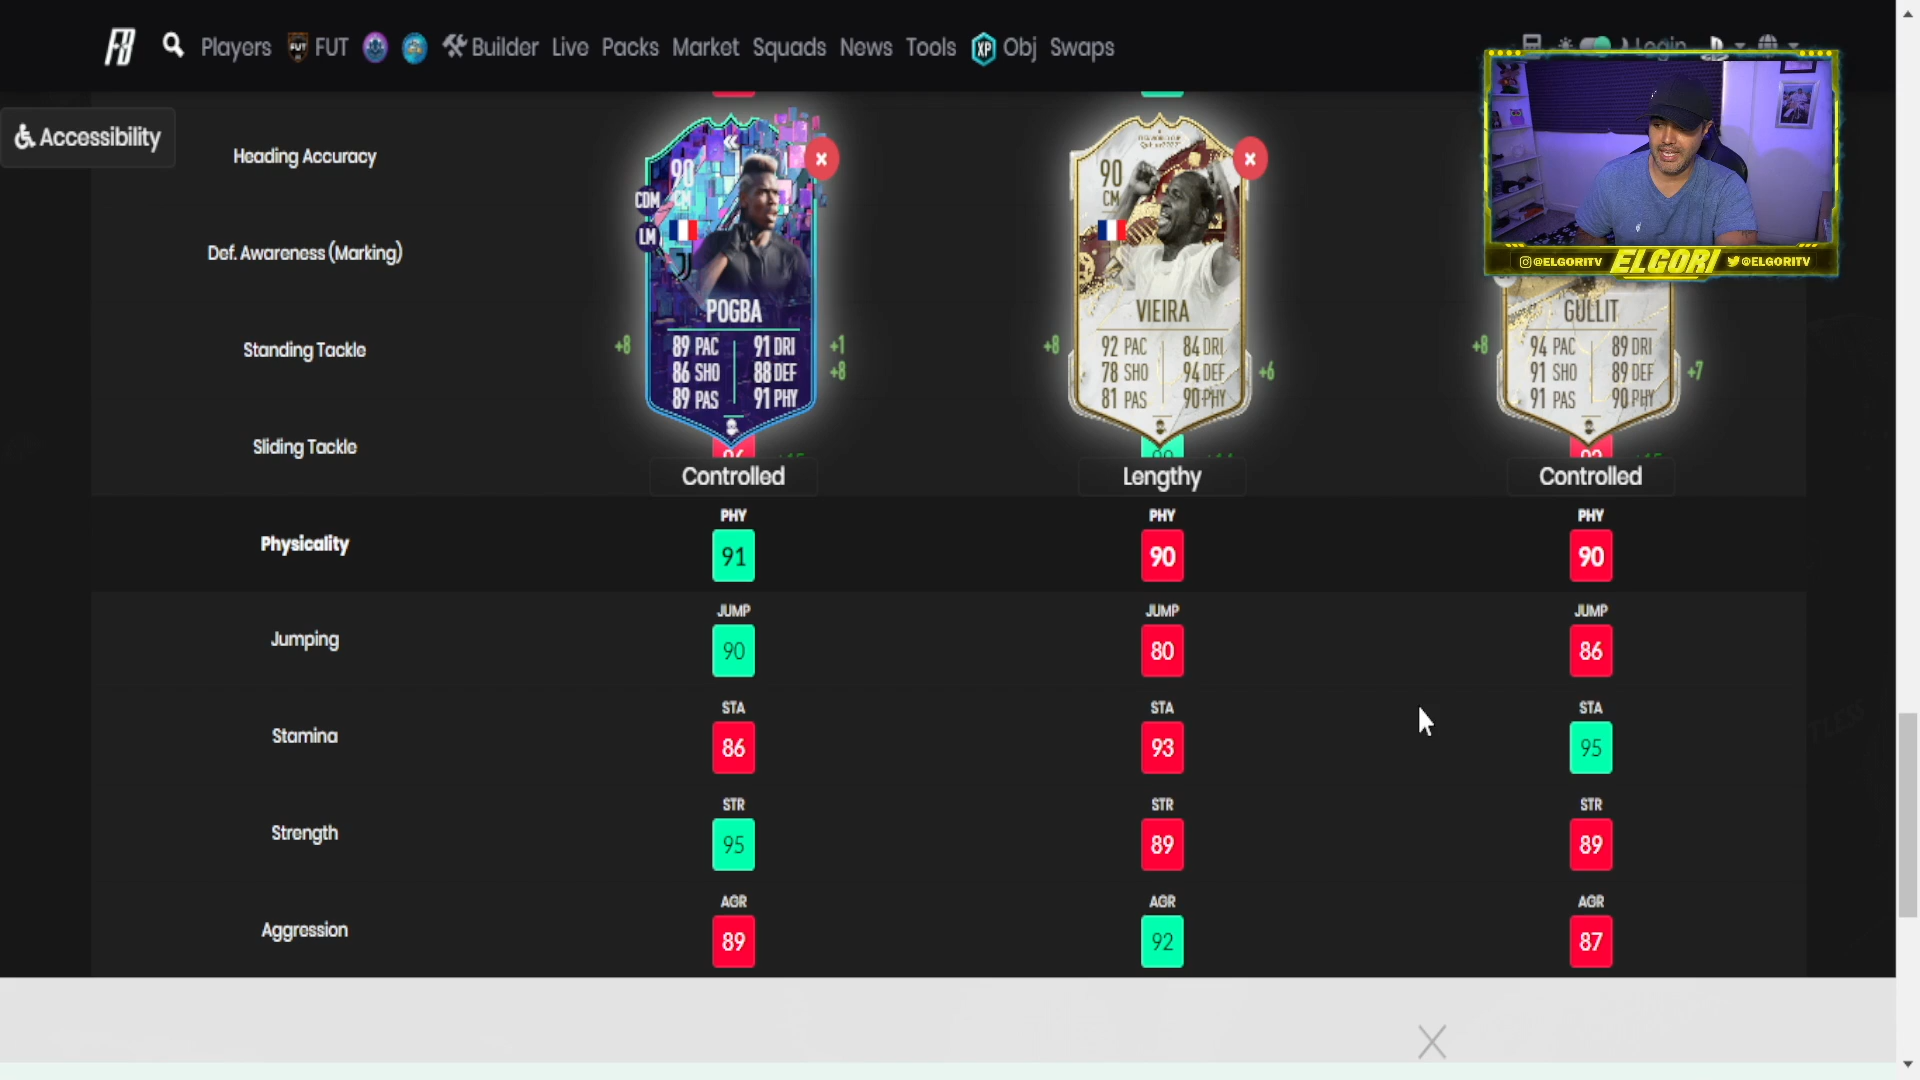 Players FUT Builder Live Packs Market Squads News Tools XP Obj Swaps Login
Accessibility
@ELGORITV ELGORI @ELGORITV
Heading Accuracy
Def. Awareness (Marking)
Standing Tackle
Sliding Tackle
90
CM
CDM
LM
POGBA
+8 89 PAC 91 DRI +1
86 SHO 88 DEF +8
89 PAS 91 PHY
90
CM
VIEIRA
+8 92 PAC 84 DRI
78 SHO 94 DEF +6
81 PAS 90 PHY
GULLIT
+8 94 PAC 89 DRI
91 SHO 89 DEF +7
91 PAS 90 PHY
Controlled Lengthy Controlled
PHY PHY PHY
Physicality 91 90 90
JUMP JUMP JUMP
Jumping 90 80 86
STA STA STA
Stamina 86 93 95
STR STR STR
Strength 95 89 89
AGR AGR AGR
Aggression 89 92 87